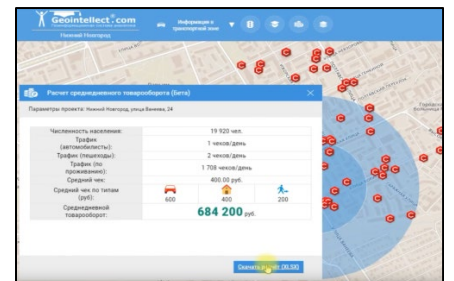 Geointellect.com
Нижний Новгород
Информация о
транспортной зоне
Расчет среднедневного товарооборота (Бета)
Параметры проекта: Нижний Новгород, улица Ванеева, 24
Численность населения: 19 920 чел.
Трафик
(автомобилисты): 1 чеков/день
Трафик (пешеходы): 2 чеков/день
Трафик (по
проживанию): 1 708 чеков/день
Средний чек: 400.00 руб.
Средний чек по типам
(руб): 600 400 200
Среднедневной
товарооборот: 684 200 руб.
Скачать